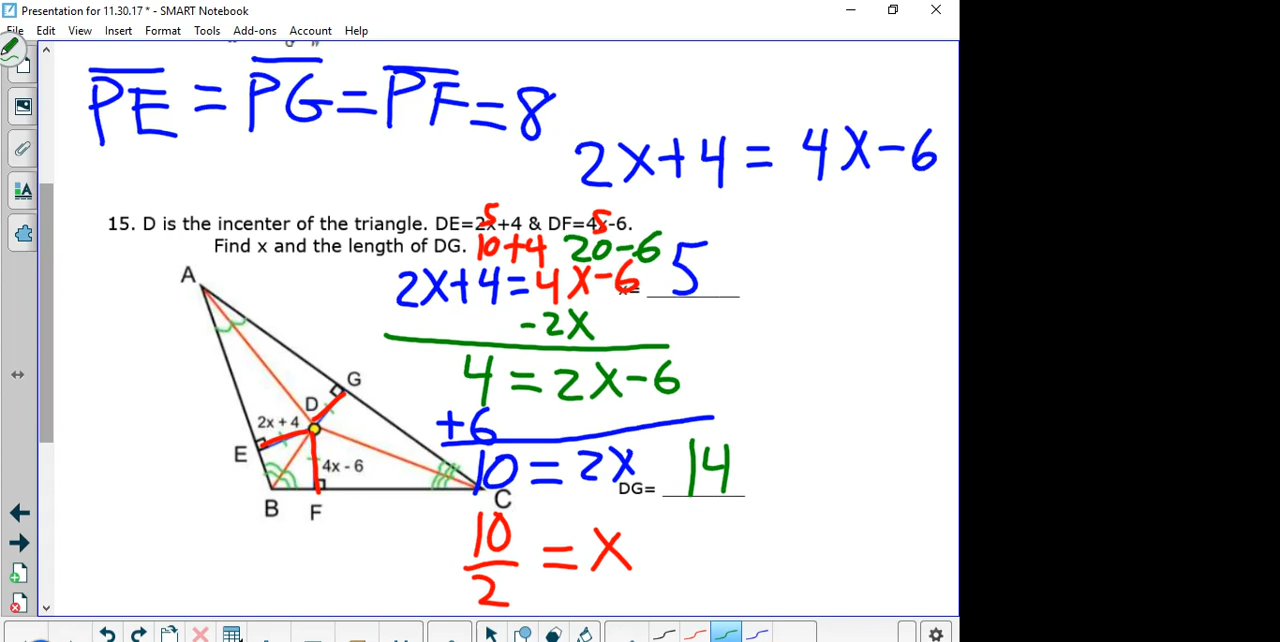 Presentation for 11.30.17 * - SMART Notebook
File Edit View Insert Format Tools Add-ons Account Help
PE = PG = PF = 8
2x+4 = 4x-6
15. D is the incenter of the triangle. DE=2x+4 & DF=4x-6.
5 5
Find x and the length of DG.
10+4 20-6
2x+4=4x-6
x= 5
-2x
4=2x-6
+6
10=2x
DG= 14
10/2 = x
A
G
D
2x + 4
E
4x - 6
B
F
C